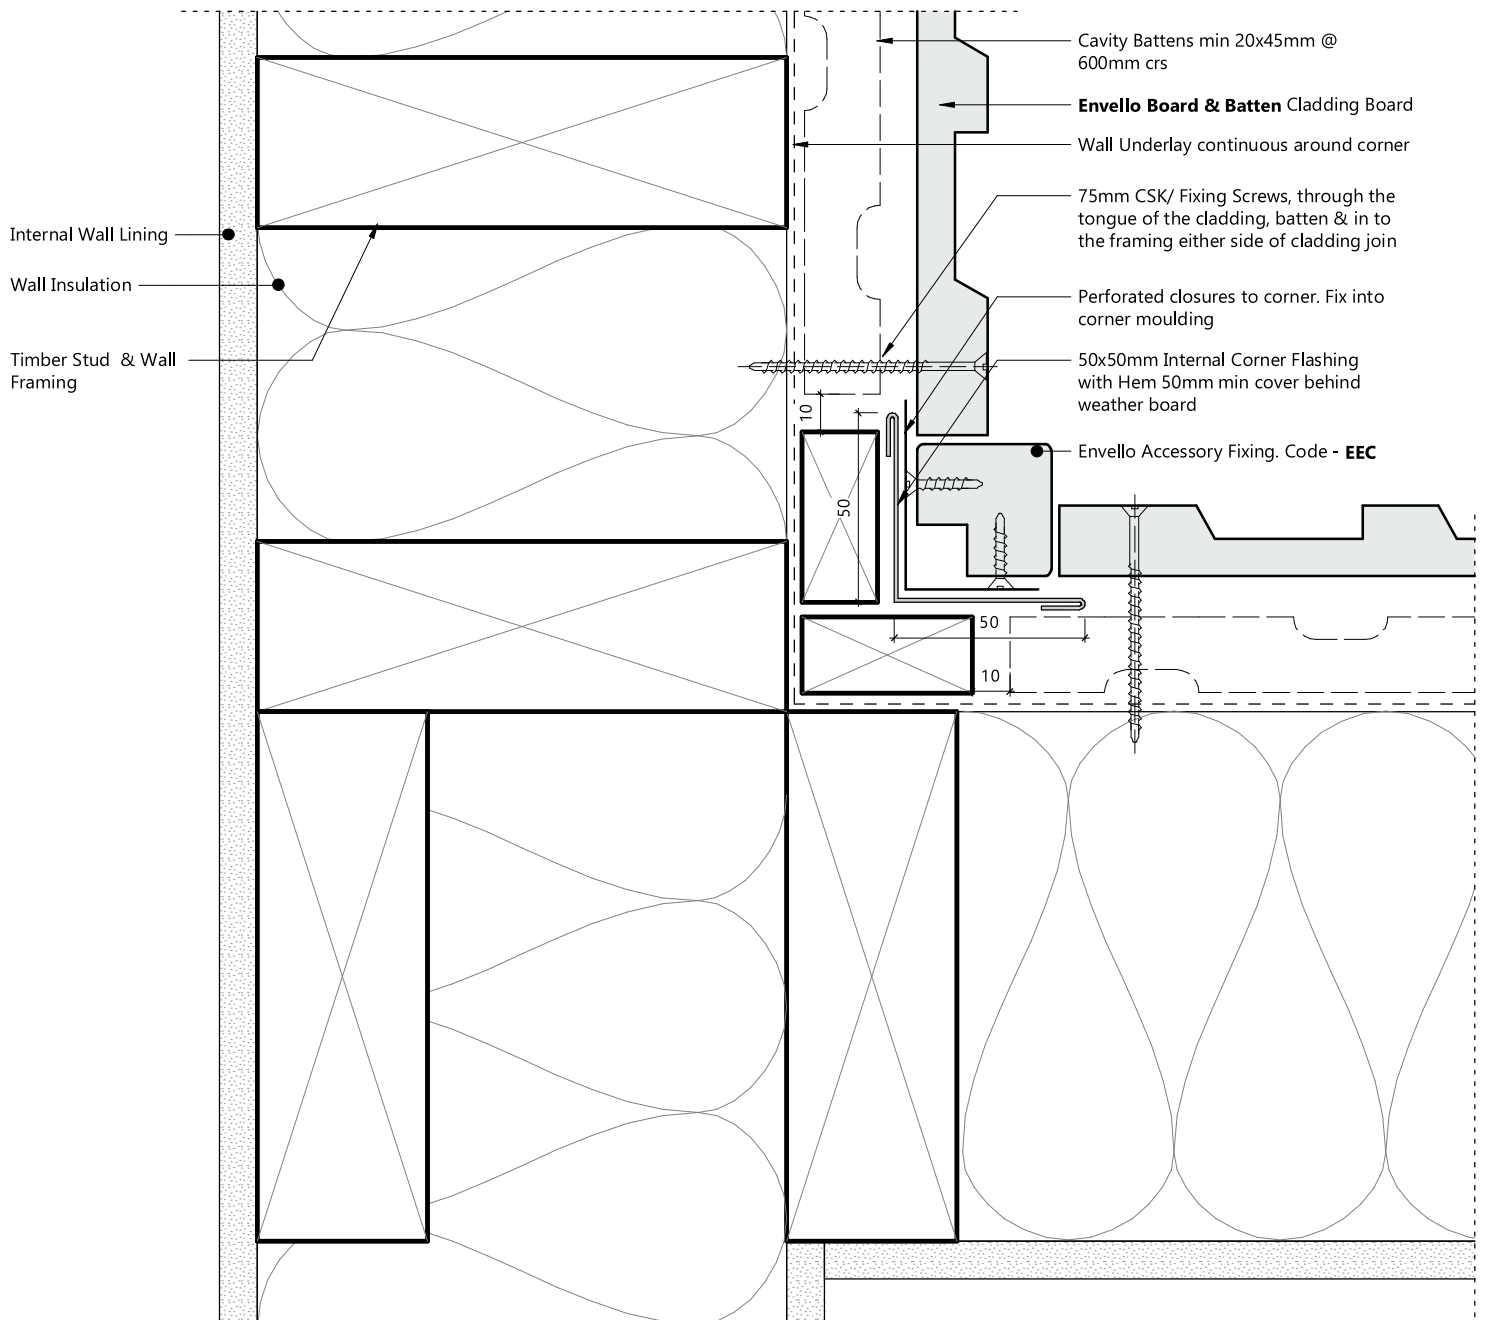 Cavity Battens min 20x45mm @
600mm crs
Envello Board & Batten Cladding Board
Wall Underlay continuous around corner
75mm CSK/ Fixing Screws, through the
tongue of the cladding, batten & in to
the framing either side of cladding join
Internal Wall Lining
Wall Insulation
Perforated closures to corner. Fix into
corner moulding
Timber Stud & Wall
Framing
50x50mm Internal Corner Flashing
with Hem 50mm min cover behind
weather board
10
Envello Accessory Fixing. Code - EEC
50
50
10